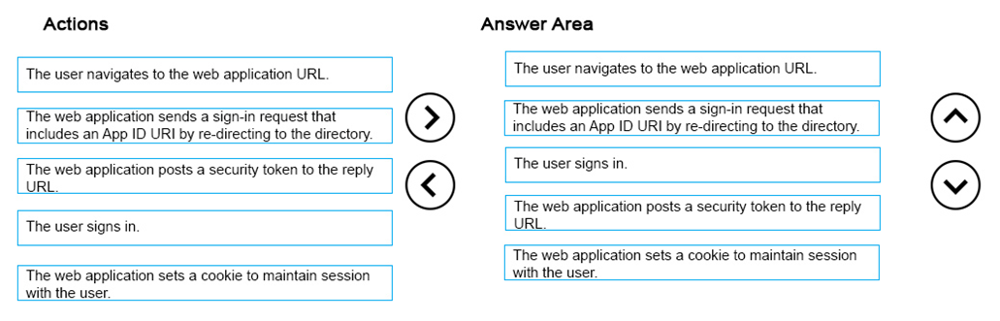 Actions
The user navigates to the web application URL.
The web application sends a sign-in request that
includes an App ID URI by re-directing to the directory.
The web application posts a security token to the reply
URL.
The user signs in.
The web application sets a cookie to maintain session
with the user.
Answer Area
The user navigates to the web application URL.
The web application sends a sign-in request that
includes an App ID URI by re-directing to the directory.
The user signs in.
The web application posts a security token to the reply
URL.
The web application sets a cookie to maintain session
with the user.